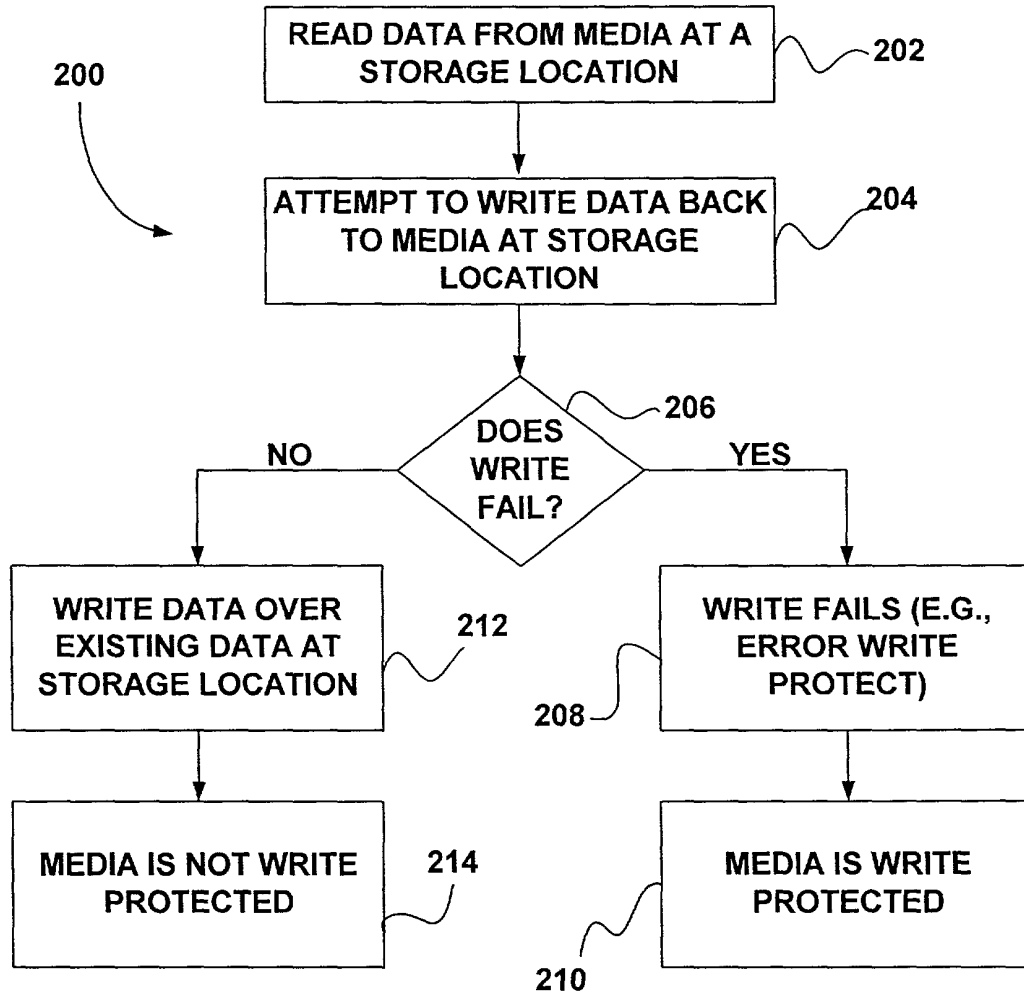 READ DATA FROM MEDIA AT A
STORAGE LOCATION
202
200
ATTEMPT TO WRITE DATA BACK
TO MEDIA AT STORAGE
LOCATION
204
206
DOES
WRITE
FAIL?
NO
YES
WRITE DATA OVER
EXISTING DATA AT
STORAGE LOCATION
212
WRITE FAILS (E.G.,
ERROR WRITE
PROTECT)
208
MEDIA IS NOT WRITE
PROTECTED
214
MEDIA IS WRITE
PROTECTED
210